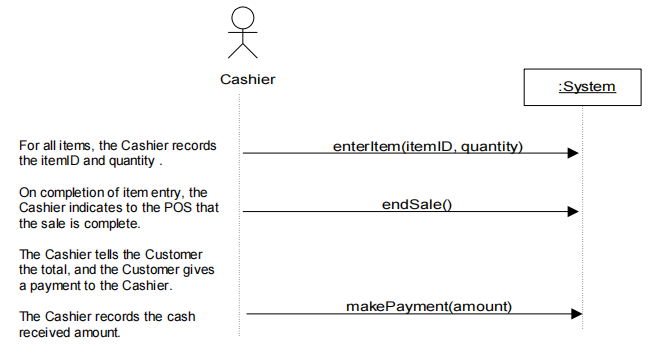 Cashier
:System
For all items, the Cashier records
the itemID and quantity .
enterItem(itemID, quantity)
On completion of item entry, the
Cashier indicates to the POS that
the sale is complete.
endSale()
The Cashier tells the Customer
the total, and the Customer gives
a payment to the Cashier.
makePayment(amount)
The Cashier records the cash
received amount.